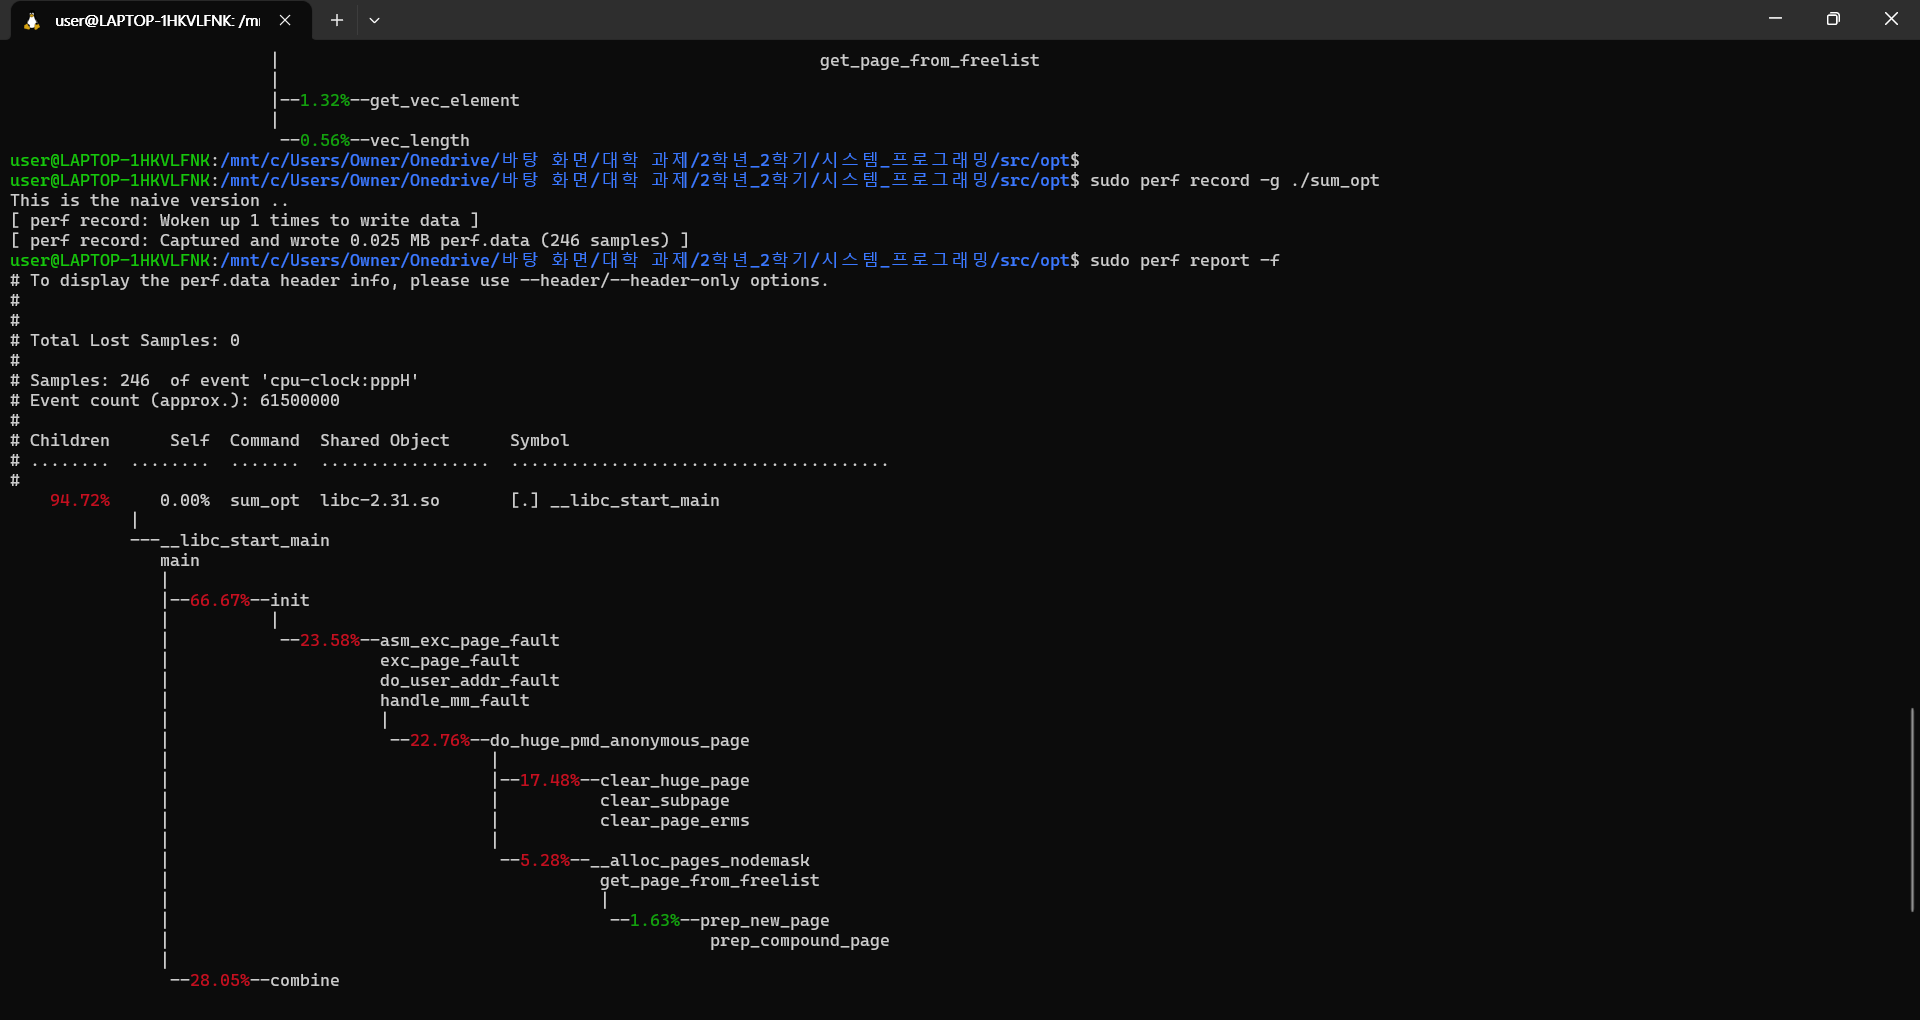 user@LAPTOP-1HKVLFNK: /m
get_page_from_freelist
|--1.32%--get_vec_element
--0.56%--vec_length
user@LAPTOP-1HKVLFNK:/mnt/c/Users/Owner/Onedrive/바탕 화면/대학 과제/2학년_2학기/시스템_프로그래밍/src/opt$
user@LAPTOP-1HKVLFNK:/mnt/c/Users/Owner/Onedrive/바탕 화면/대학 과제/2학년_2학기/시스템_프로그래밍/src/opt$ sudo perf record -g ./sum_opt
This is the naive version ..
[ perf record: Woken up 1 times to write data ]
[ perf record: Captured and wrote 0.025 MB perf.data (246 samples) ]
user@LAPTOP-1HKVLFNK:/mnt/c/Users/Owner/Onedrive/바탕 화면/대학 과제/2학년_2학기/시스템_프로그래밍/src/opt$ sudo perf report -f
# To display the perf.data header info, please use --header/--header-only options.
#
#
# Total Lost Samples: 0
#
# Samples: 246  of event 'cpu-clock:pppH'
# Event count (approx.): 61500000
#
# Children      Self  Command  Shared Object      Symbol
# ........  ........  .......  .................  ......................................
#
94.72%     0.00%  sum_opt  libc-2.31.so       [.] __libc_start_main
|
---__libc_start_main
main
|
|--66.67%--init
|          |
|           --23.58%--asm_exc_page_fault
|                     exc_page_fault
|                     do_user_addr_fault
|                     handle_mm_fault
|                     |
|                      --22.76%--do_huge_pmd_anonymous_page
|                                |
|                                |--17.48%--clear_huge_page
|                                |          clear_subpage
|                                |          clear_page_erms
|                                |
|                                 --5.28%--__alloc_pages_nodemask
|                                           get_page_from_freelist
|                                           |
|                                            --1.63%--prep_new_page
|                                                      prep_compound_page
|
--28.05%--combine